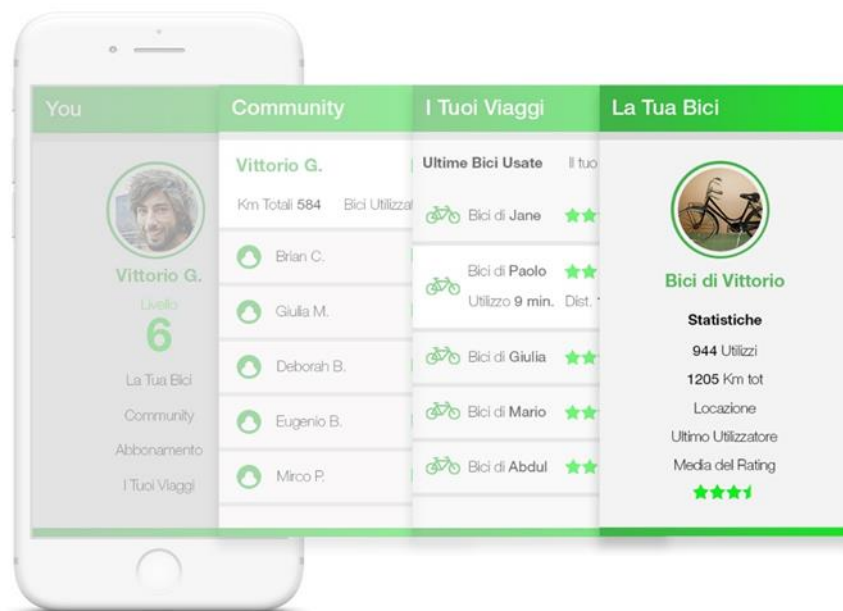 You
Vittorio G.
Livello
6
La Tua Bici
Community
Abbonamento
I Tuoi Viaggi
Community
Vittorio G.
Km Totali 584 Bici
Brian C.
Giulia M.
Deborah B.
Eugenio B.
Mirco P.
I Tuoi Viaggi
Ultime Bici Usate Il tuo
Bici di Jane
Bici di Paolo
Utilizzo 9 min. Dist.
Bici di Giulia
Bici di Mario
Bici di Abdul
La Tua Bici
Bici di Vittorio
Statistiche
944 Utilizzi
1205 Km tot
Locazione
Ultimo Utilizzatore
Media del Rating